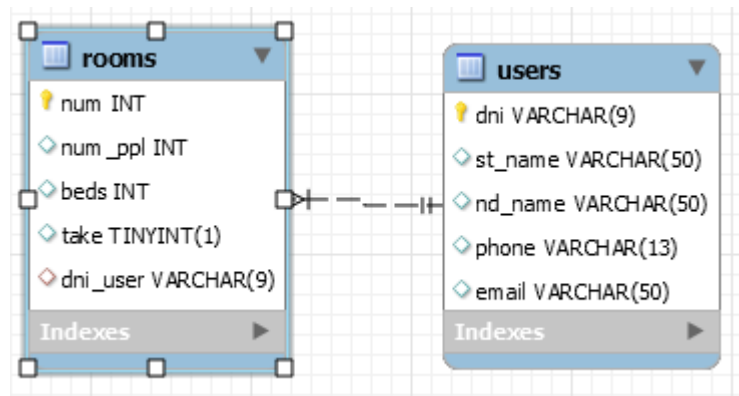 rooms
num INT
num_ppl INT
beds INT
take TINYINT(1)
dni_user VARCHAR(9)
Indexes
users
dni VARCHAR(9)
st_name VARCHAR(50)
nd_name VARCHAR(50)
phone VARCHAR(13)
email VARCHAR(50)
Indexes